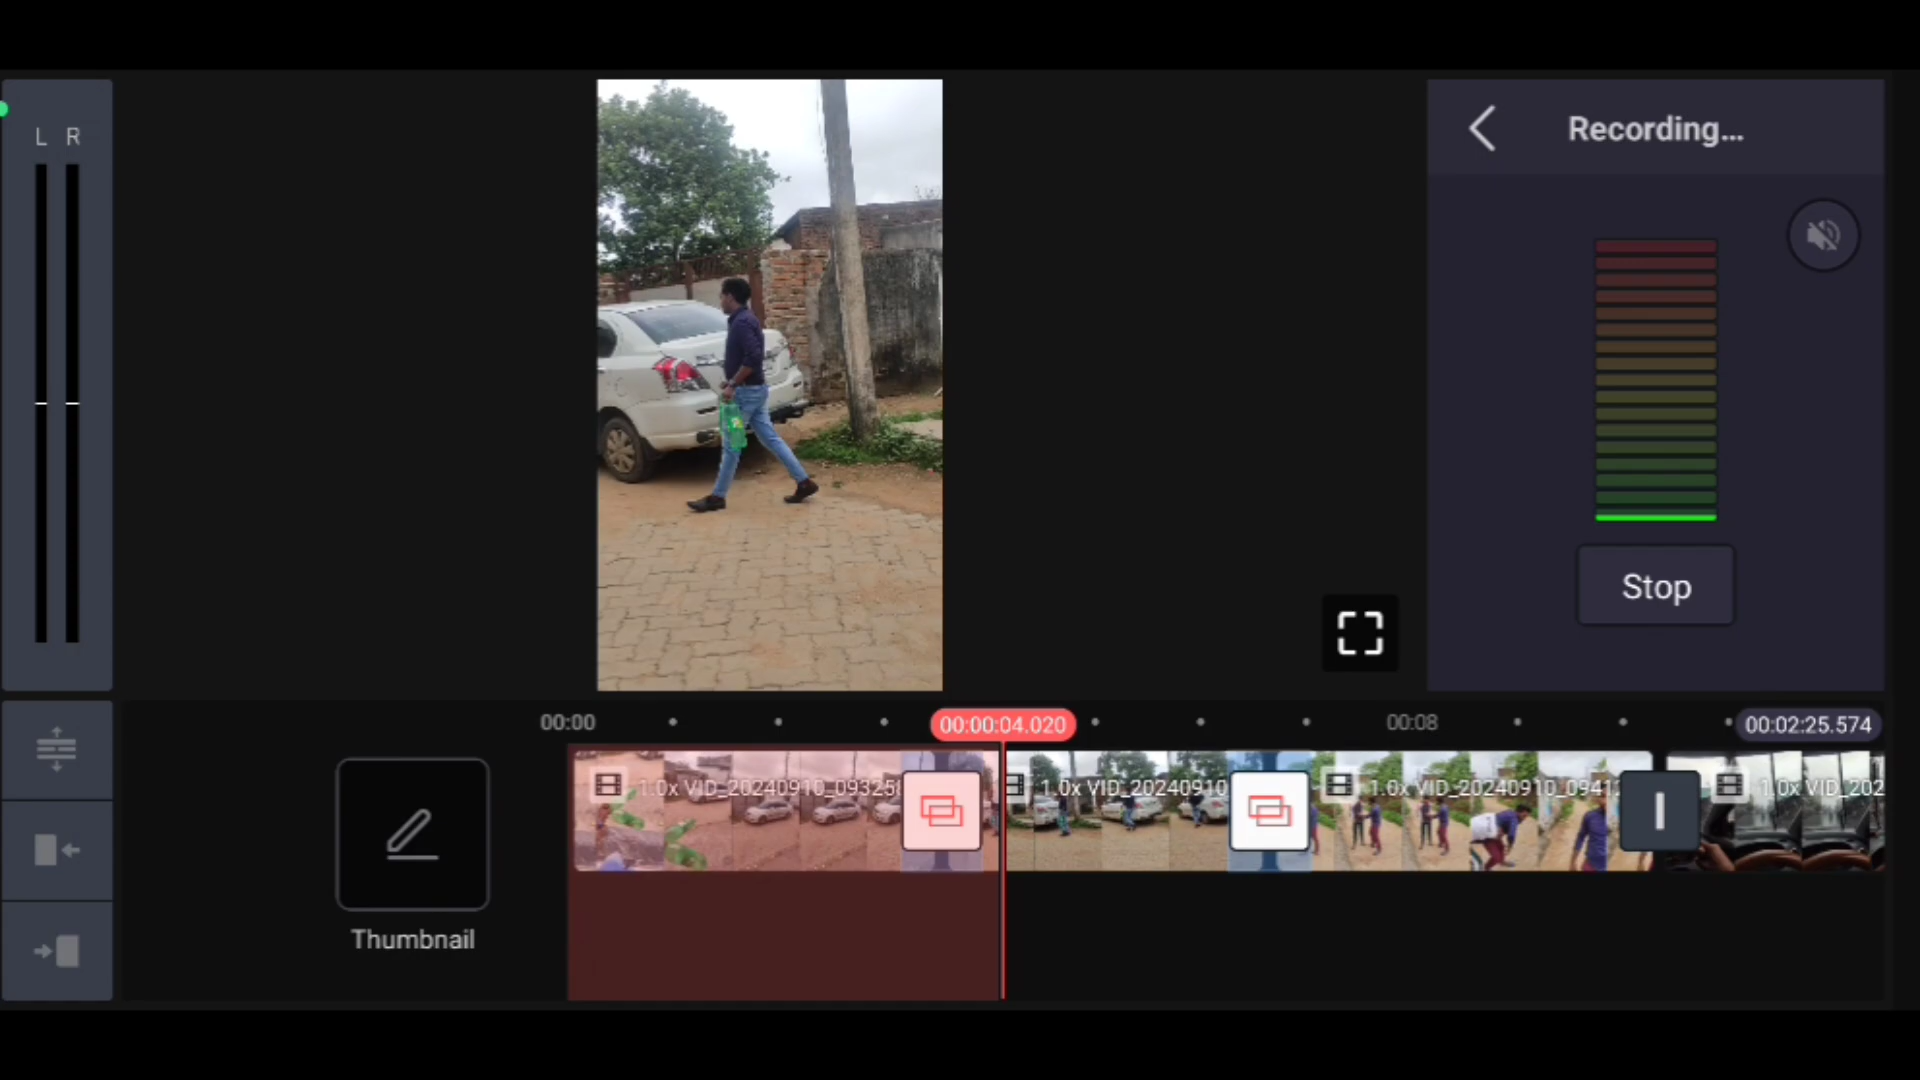 L R
Recording...
Stop
00:00
00:00:04.020
00:08
00:02:25.574
1.0x VID_20240910_09325
1.0x VID_20240910
1.0x VID_20240910_0941
1.0x VID_202
Thumbnail